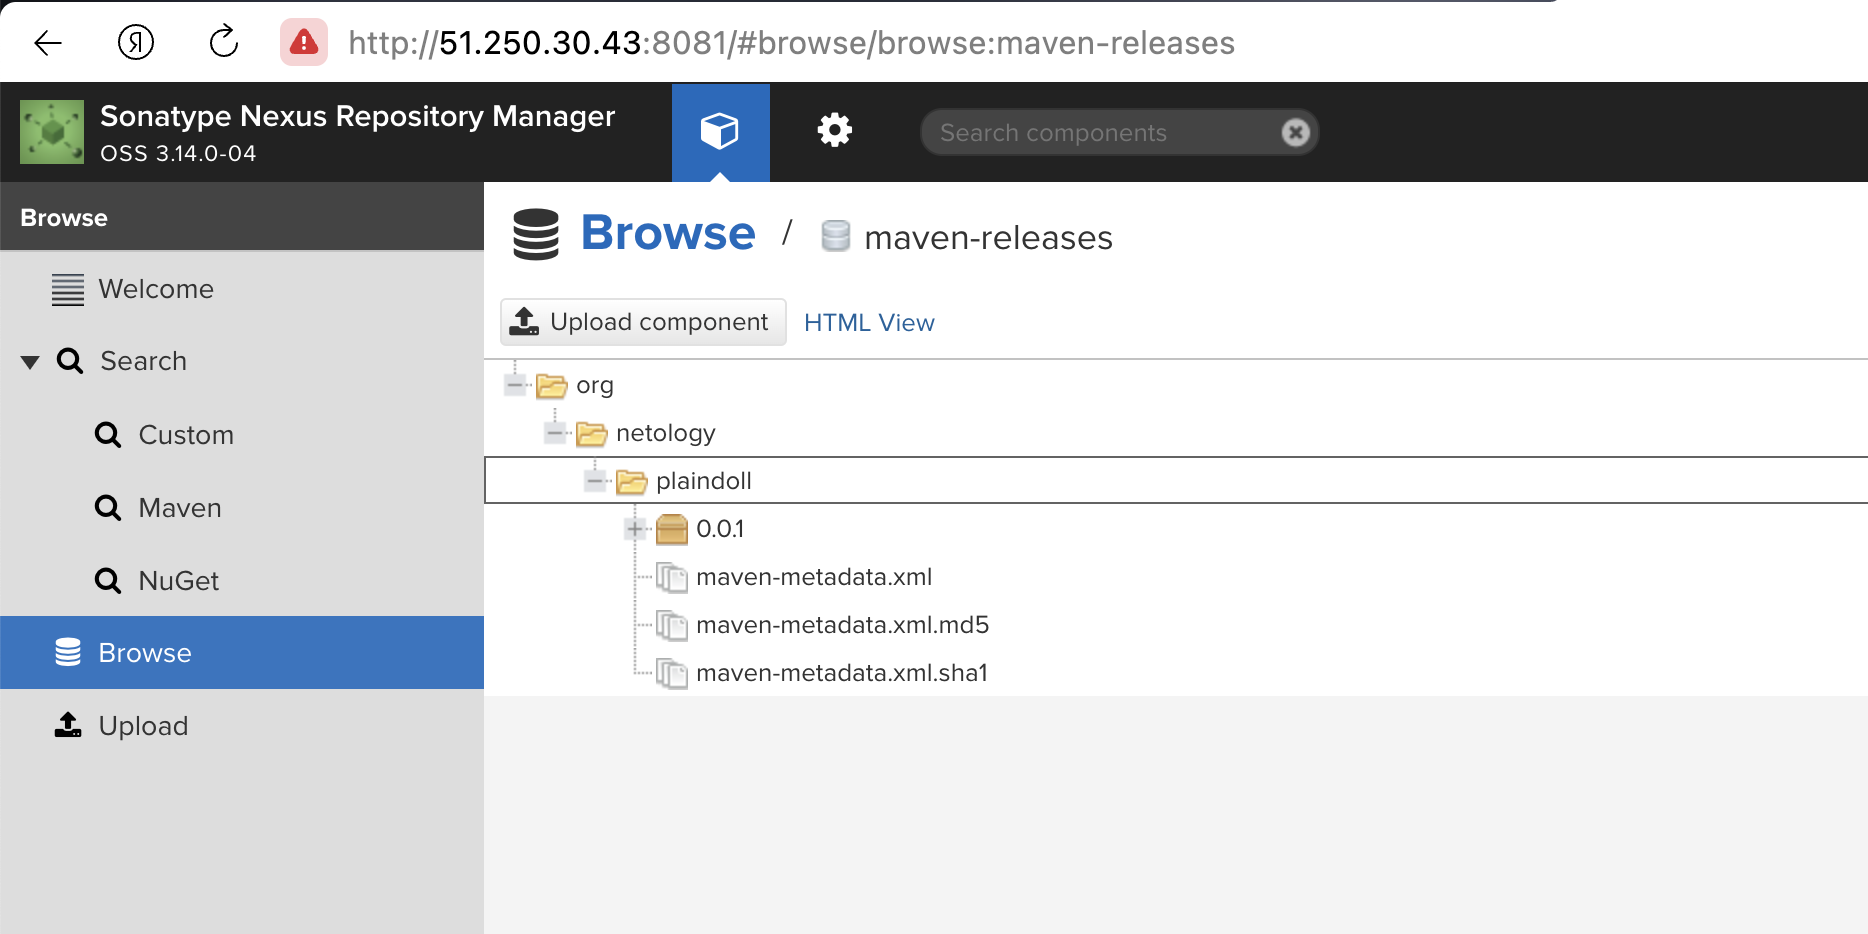 http://51.250.30.43:8081/#browse/browse:maven-releases
Sonatype Nexus Repository Manager
OSS 3.14.0-04
Search components
Browse
Welcome
Search
Custom
Maven
NuGet
Browse
Upload
Browse / maven-releases
Upload component HTML View
org
netology
plaindoll
0.0.1
maven-metadata.xml
maven-metadata.xml.md5
maven-metadata.xml.sha1